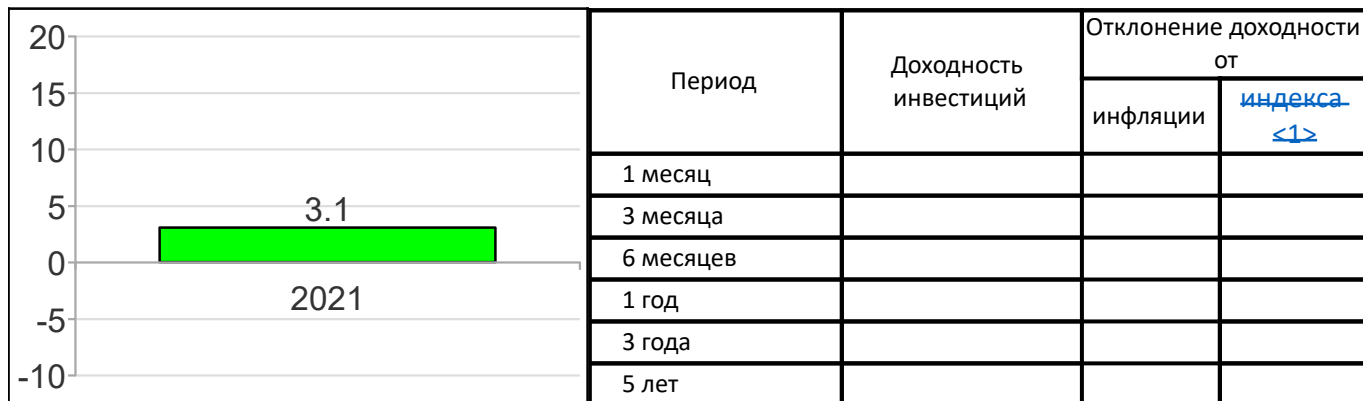 20
15
10
5
0
-5
-10
3.1
2021
Период
Доходность
инвестиций
Отклонение доходности
от
инфляции
индекса
<1>
1 месяц
3 месяца
6 месяцев
1 год
3 года
5 лет